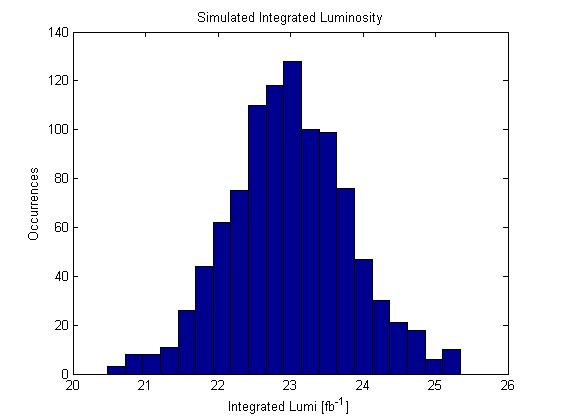 Simulated Integrated Luminosity
140
120
100
80
60
40
20
0
Occurrences
20 21 22 23 24 25 26
Integrated Lumi [fb⁻¹]